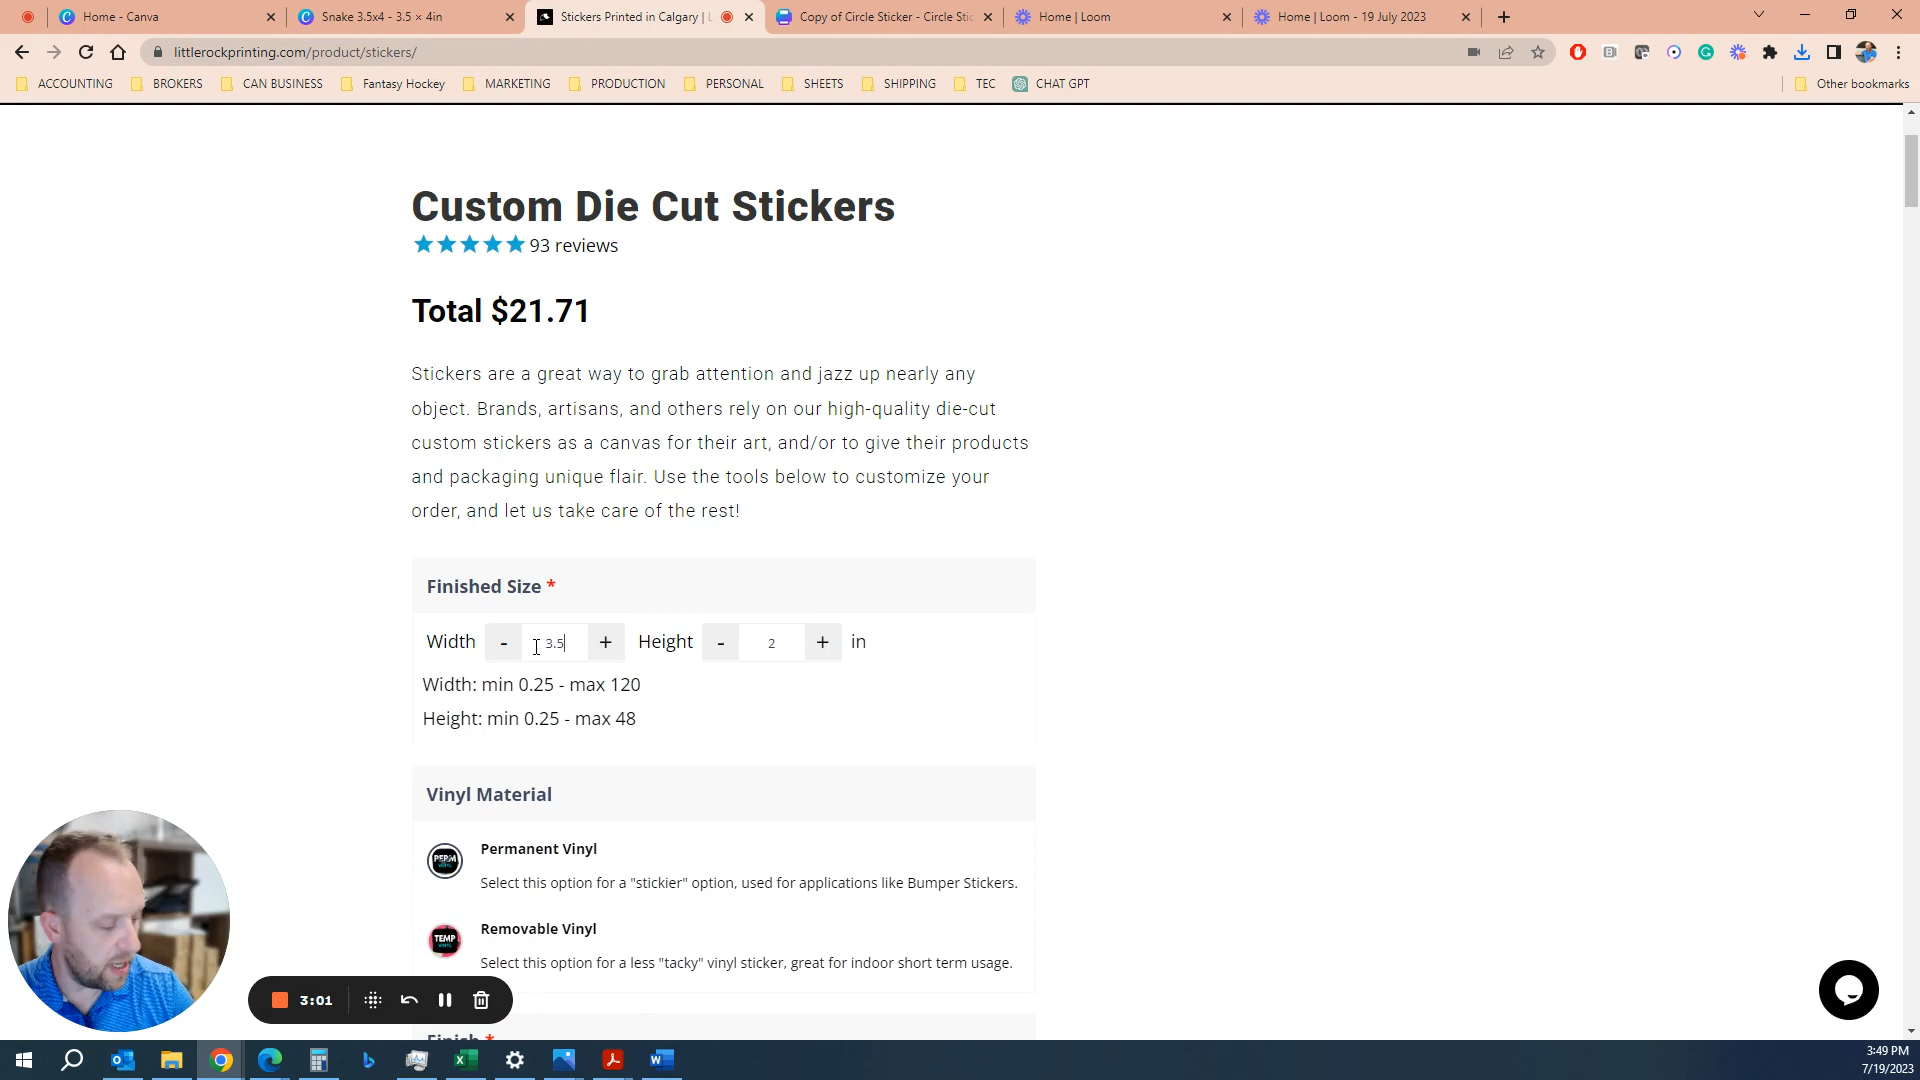 Home - Canva
Snake 3.5x4 - 3.5 × 4in
Stickers Printed in Calgary |
Copy of Circle Sticker - Circle Stic
Home | Loom
Home | Loom - 19 July 2023
littlerockprinting.com/product/stickers/
ACCOUNTING
BROKERS
CAN BUSINESS
Fantasy Hockey
MARKETING
PRODUCTION
PERSONAL
SHEETS
SHIPPING
TEC
CHAT GPT
Other bookmarks
Custom Die Cut Stickers
93 reviews
Total $21.71
Stickers are a great way to grab attention and jazz up nearly any
object. Brands, artisans, and others rely on our high-quality die-cut
custom stickers as a canvas for their art, and/or to give their products
and packaging unique flair. Use the tools below to customize your
order, and let us take care of the rest!
Finished Size *
Width - 3.5 + Height - 2 + in
Width: min 0.25 - max 120
Height: min 0.25 - max 48
Vinyl Material
PERM VINYL
Permanent Vinyl
Select this option for a "stickier" option, used for applications like Bumper Stickers.
TEMP VINYL
Removable Vinyl
Select this option for a less "tacky" vinyl sticker, great for indoor short term usage.
Finish *
3:01
3:49 PM
7/19/2023